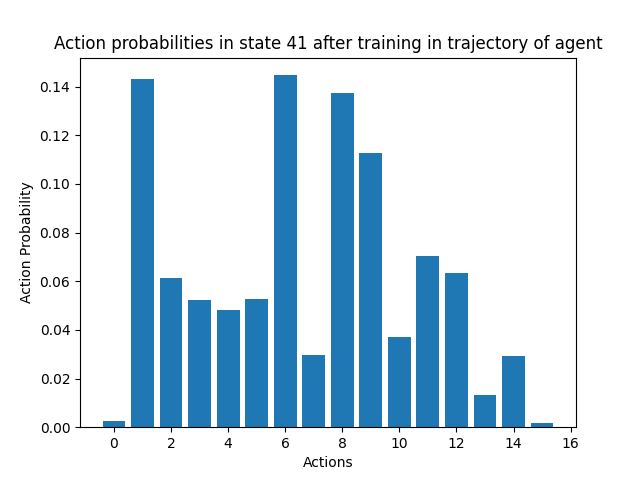 Action probabilities in state 41 after training in trajectory of agent
0.14
0.12
0.10
0.08
0.06
0.04
0.02
0.00
Action Probability
0 2 4 6 8 10 12 14 16
Actions